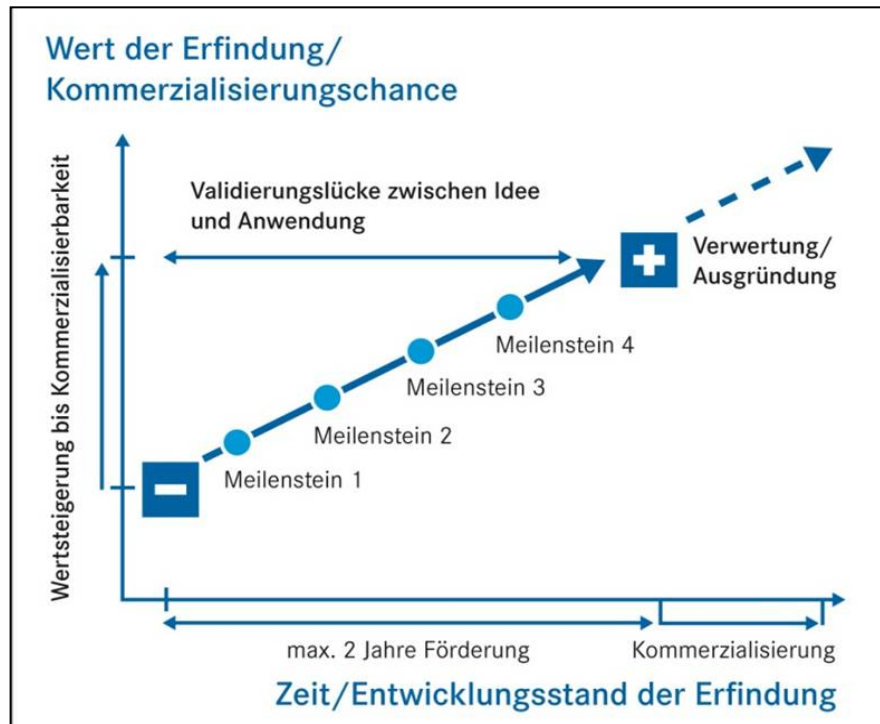 Wert der Erfindung/
Kommerzialisierungschance
Wertsteigerung bis Kommerzialisierbarkeit
Validierungslücke zwischen Idee
und Anwendung
Verwertung/
Ausgründung
Meilenstein 4
Meilenstein 3
Meilenstein 2
Meilenstein 1
max. 2 Jahre Förderung
Kommerzialisierung
Zeit/Entwicklungsstand der Erfindung